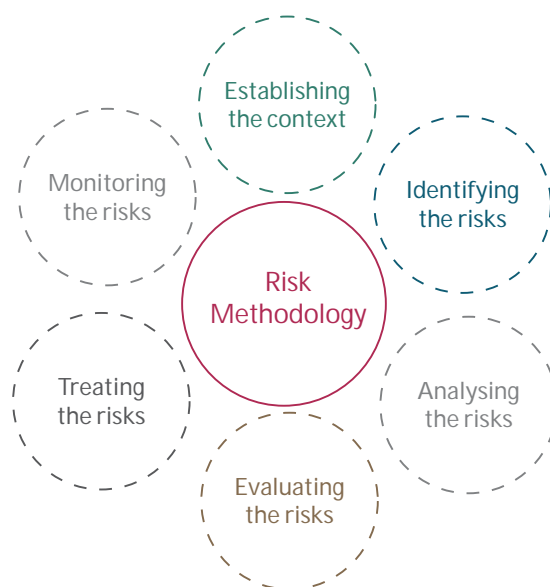 Establishing
the context
Identifying
the risks
Analysing
the risks
Evaluating
the risks
Treating
the risks
Monitoring
the risks
Risk
Methodology